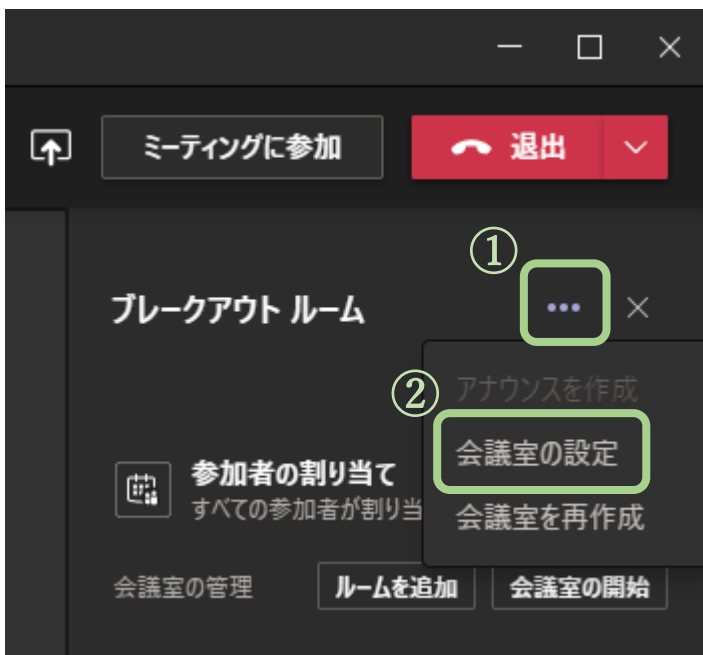 ミーティングに参加
退出
①
ブレークアウト ルーム
②
アナウンスを作成
会議室の設定
参加者の割り当て
すべての参加者が割り当
会議室を再作成
会議室の管理
ルームを追加
会議室の開始